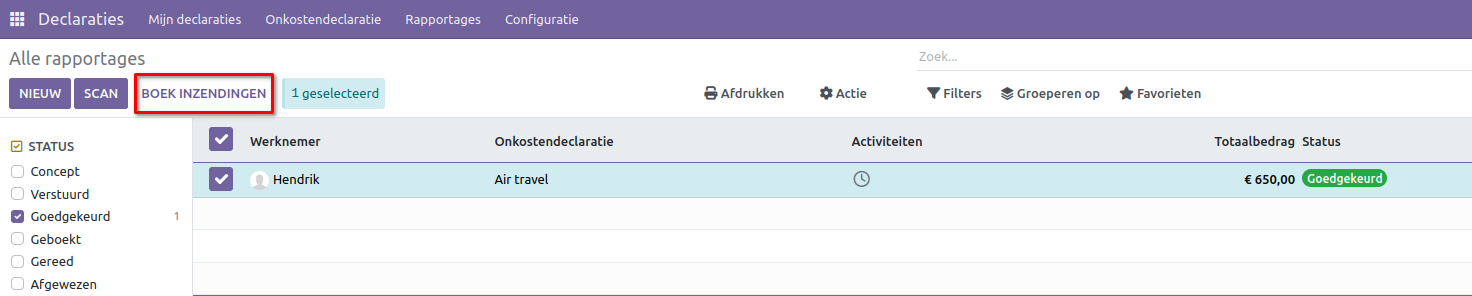 Declaraties Mijn declaraties Onkostendeclaratie Rapportages Configuratie
Alle rapportages Zoek...
NIEUW SCAN BOEK INZENDINGEN 1 geselecteerd Afdrukken Actie Filters Groeperen op Favorieten
STATUS Werknemer Onkostendeclaratie Activiteiten Totaalbedrag Status
Concept
Hendrik Air travel € 650,00 Goedgekeurd
Verstuurd
Goedgekeurd 1
Geboekt
Gereed
Afgewezen